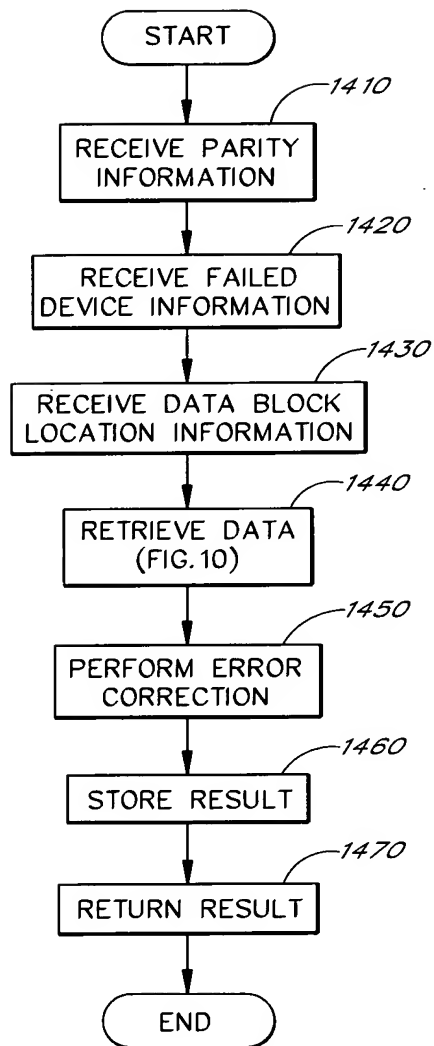 START
1410
RECEIVE PARITY
INFORMATION
1420
RECEIVE FAILED
DEVICE INFORMATION
1430
RECEIVE DATA BLOCK
LOCATION INFORMATION
1440
RETRIEVE DATA
(FIG.10)
1450
PERFORM ERROR
CORRECTION
1460
STORE RESULT
1470
RETURN RESULT
END